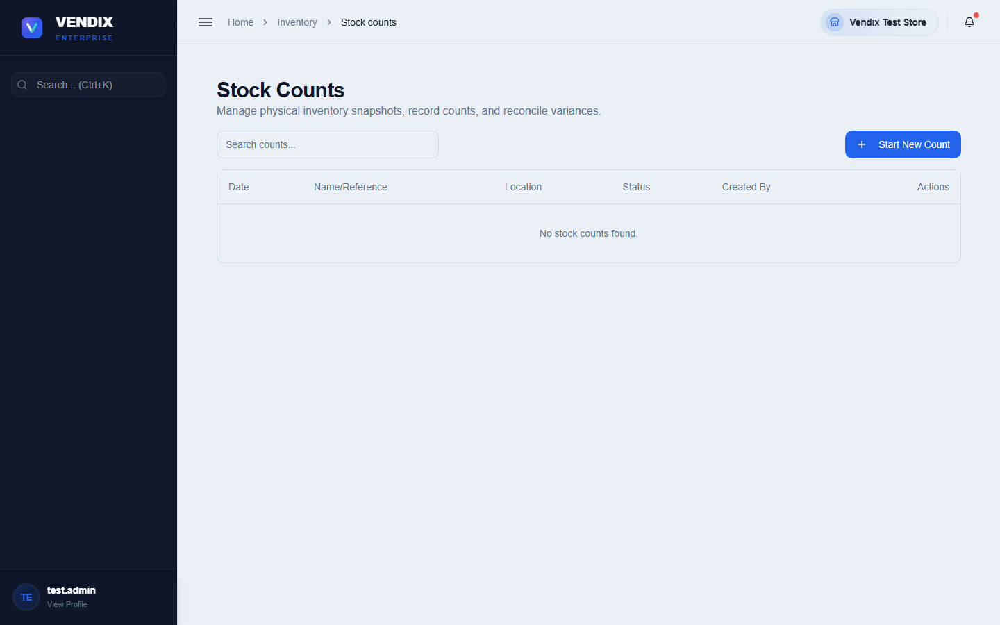 VENDIX
ENTERPRISE
Search... (Ctrl+K)
Home > Inventory > Stock counts
Vendix Test Store
Stock Counts
Manage physical inventory snapshots, record counts, and reconcile variances.
Search counts...
+ Start New Count
Date Name/Reference Location Status Created By Actions
No stock counts found.
TE
test.admin
View Profile